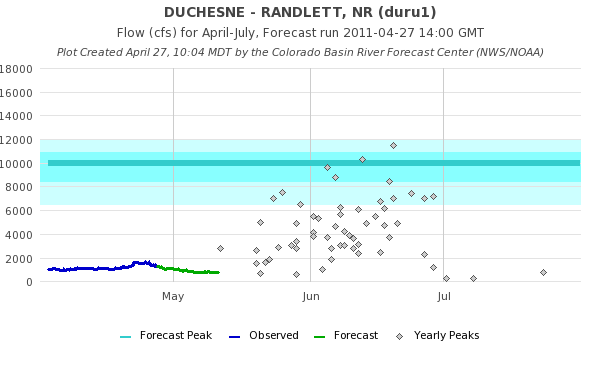 DUCHESNE - RANDLETT, NR (duru1)
Flow (cfs) for April-July, Forecast run 2011-04-27 14:00 GMT
Plot Created April 27, 10:04 MDT by the Colorado Basin River Forecast Center (NWS/NOAA)
18000
16000
14000
12000
10000
8000
6000
4000
2000
0
May Jun Jul
Forecast Peak Observed Forecast Yearly Peaks